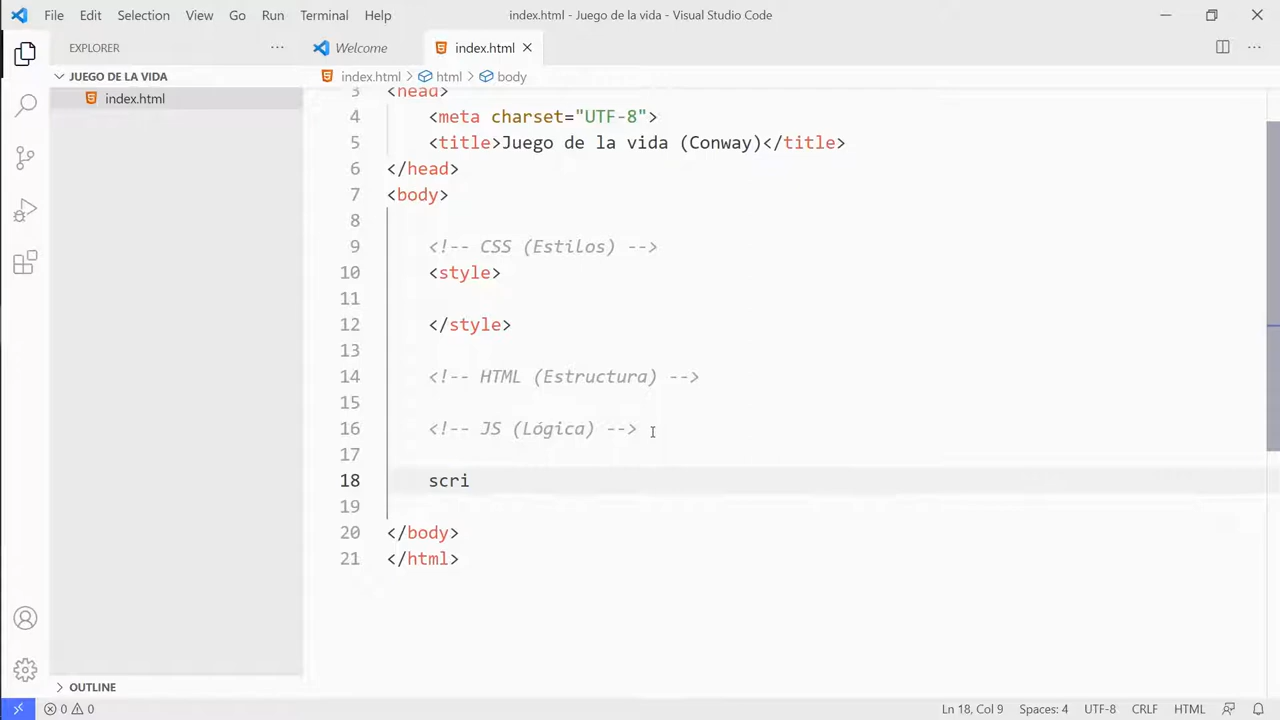 File Edit Selection View Go Run Terminal Help index.html - Juego de la vida - Visual Studio Code
EXPLORER ··· Welcome index.html ···
JUEGO DE LA VIDA index.html > html > body
index.html
3 <head>
4 <meta charset="UTF-8">
5 <title>Juego de la vida (Conway)</title>
6 </head>
7 <body>
8
9 <!-- CSS (Estilos) -->
10 <style>
11
12 </style>
13
14 <!-- HTML (Estructura) -->
15
16 <!-- JS (Lógica) -->
17
18 scri
19
20 </body>
21 </html>
OUTLINE
0 0 Ln 18, Col 9 Spaces: 4 UTF-8 CRLF HTML